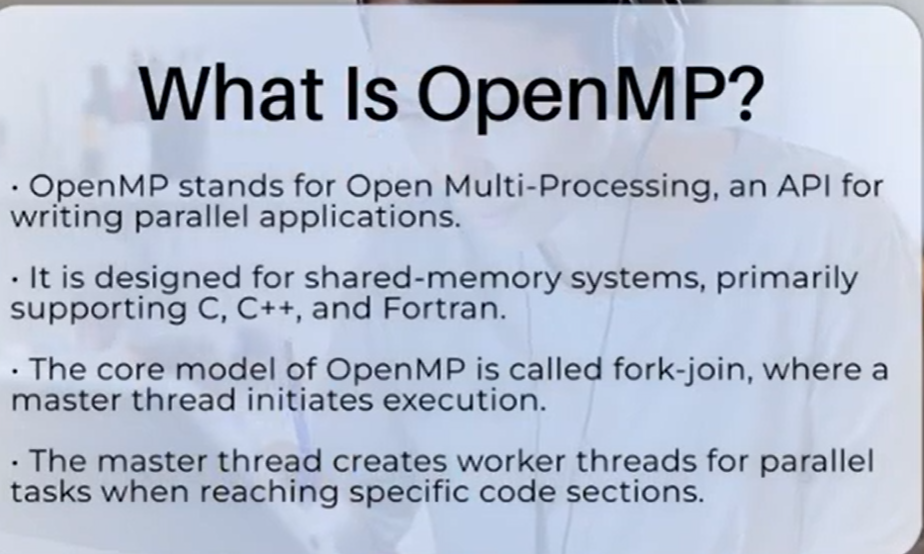 What Is OpenMP?
· OpenMP stands for Open Multi-Processing, an API for
writing parallel applications.
· It is designed for shared-memory systems, primarily
supporting C, C++, and Fortran.
· The core model of OpenMP is called fork-join, where a
master thread initiates execution.
· The master thread creates worker threads for parallel
tasks when reaching specific code sections.